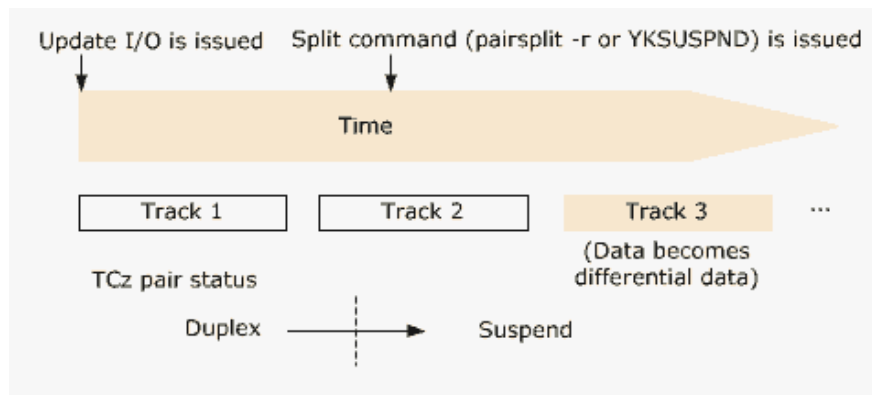 Update I/O is issued
Split command (pairsplit -r or YKSUSPND) is issued
Time
Track 1
Track 2
Track 3
...
(Data becomes
differential data)
TCz pair status
Duplex
Suspend